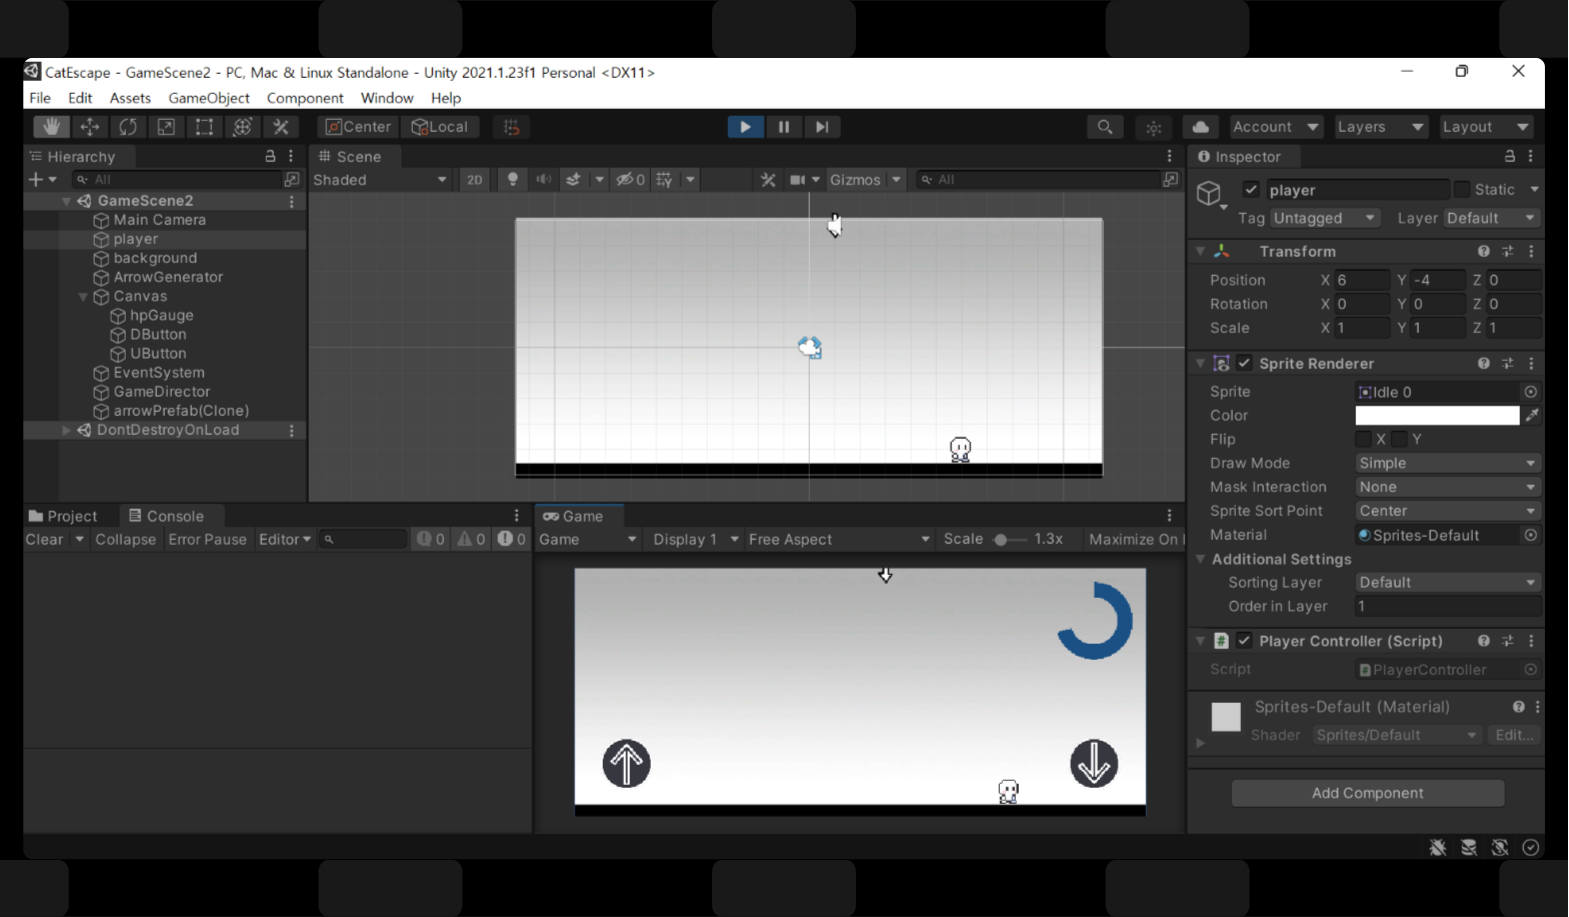 CatEscape - GameScene2 - PC, Mac & Linux Standalone - Unity 2021.1.23f1 Personal <DX11>
File Edit Assets GameObject Component Window Help
Center Local Account Layers Layout
Hierarchy
All
GameScene2
Main Camera
player
background
ArrowGenerator
Canvas
hpGauge
DButton
UButton
EventSystem
GameDirector
arrowPrefab(Clone)
DontDestroyOnLoad
Scene
Shaded 2D 0 Gizmos All
Project Console
Clear Collapse Error Pause Editor 0 0 0
Game
Game Display 1 Free Aspect Scale 1.3x Maximize On
Inspector
player Static
Tag Untagged Layer Default
Transform
Position X 6 Y -4 Z 0
Rotation X 0 Y 0 Z 0
Scale X 1 Y 1 Z 1
Sprite Renderer
Sprite Idle 0
Color
Flip X Y
Draw Mode Simple
Mask Interaction None
Sprite Sort Point Center
Material Sprites-Default
Additional Settings
Sorting Layer Default
Order in Layer 1
# Player Controller (Script)
Script PlayerController
Sprites-Default (Material)
Shader Sprites/Default Edit...
Add Component